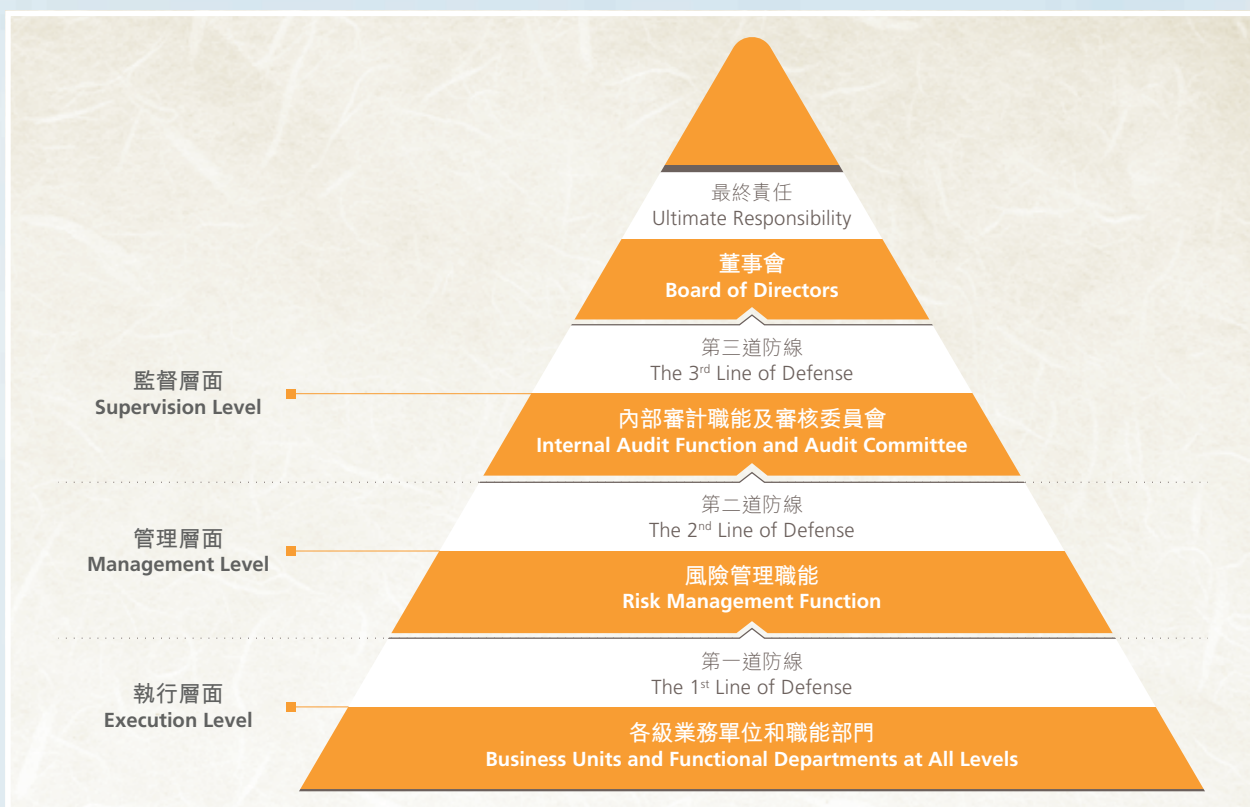 最終責任
Ultimate Responsibility
董事會
Board of Directors
第三道防線
The 3rd Line of Defense
監督層面
Supervision Level
內部審計職能及審核委員會
Internal Audit Function and Audit Committee
第二道防線
The 2nd Line of Defense
管理層面
Management Level
風險管理職能
Risk Management Function
第一道防線
The 1st Line of Defense
執行層面
Execution Level
各級業務單位和職能部門
Business Units and Functional Departments at All Levels